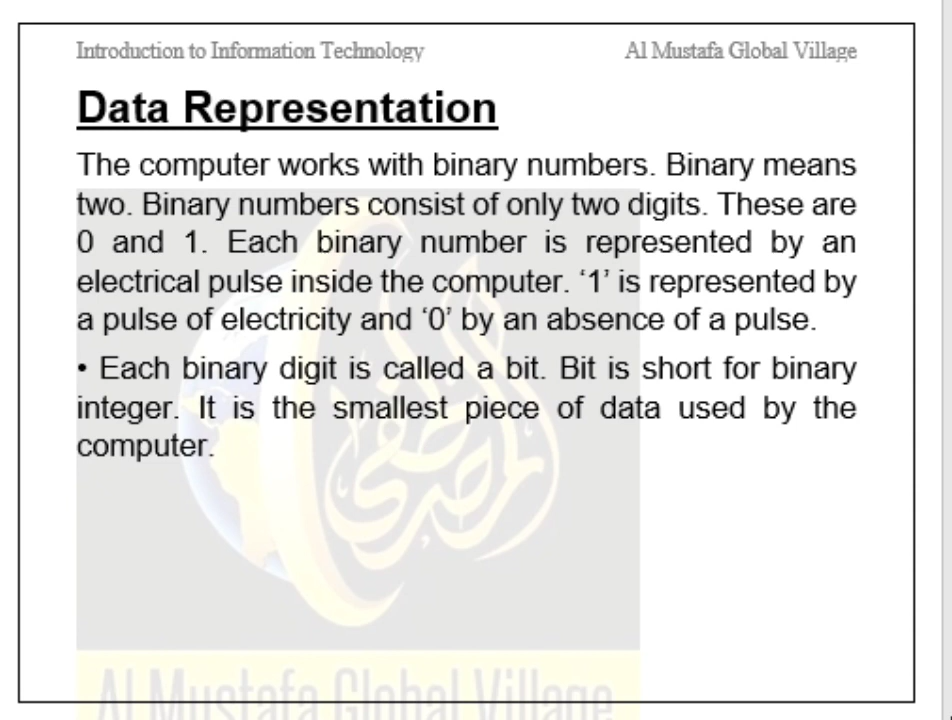 Introduction to Information Technology Al Mustafa Global Village
Data Representation
The computer works with binary numbers. Binary means
two. Binary numbers consist of only two digits. These are
0 and 1. Each binary number is represented by an
electrical pulse inside the computer. ‘1’ is represented by
a pulse of electricity and ‘0’ by an absence of a pulse.
• Each binary digit is called a bit. Bit is short for binary
integer. It is the smallest piece of data used by the
computer.
Al Mustafa Global Village